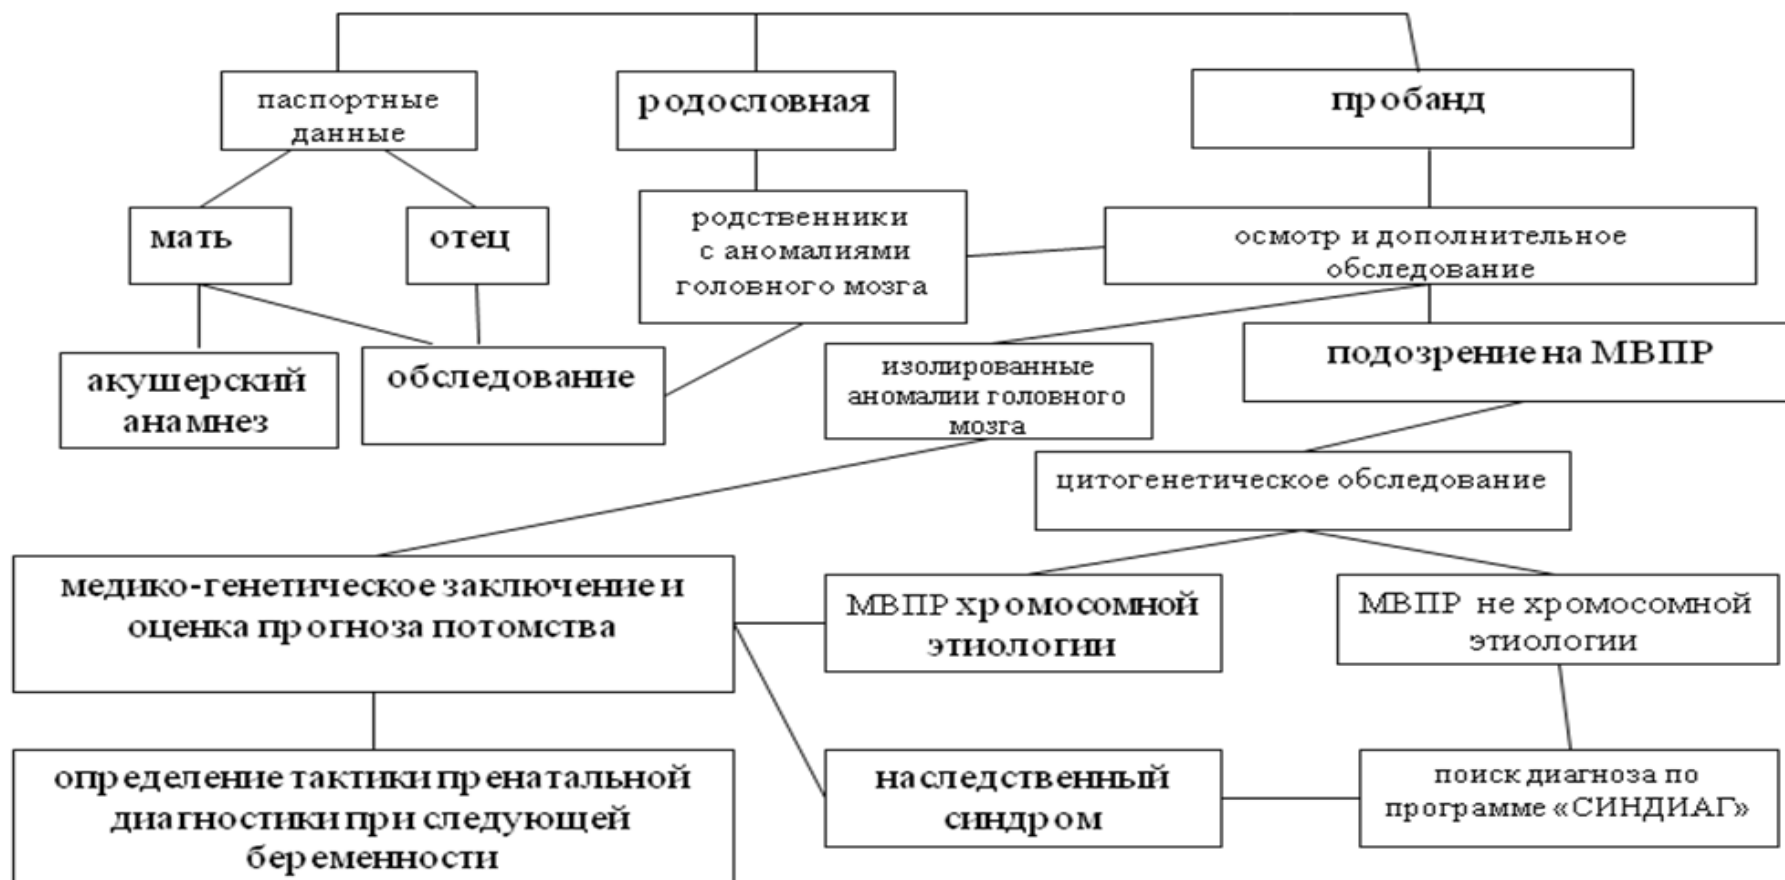 паспортные
данные
родословная
пробанд
мать
отец
родственники
с аномалиями
головного мозга
осмотр и дополнительное
обследование
акушерский
анамнез
обследование
изолированные
аномалии головного
мозга
подозрение на МВПР
цитогенетическое обследование
медико-генетическое заключение и
оценка прогноза потомства
МВПР хромосомной
этиологии
МВПР не хромосомной
этиологии
определение тактики пренатальной
диагностики при следующей
беременности
наследственный
синдром
поиск диагноза по
программе «СИНДИАГ»